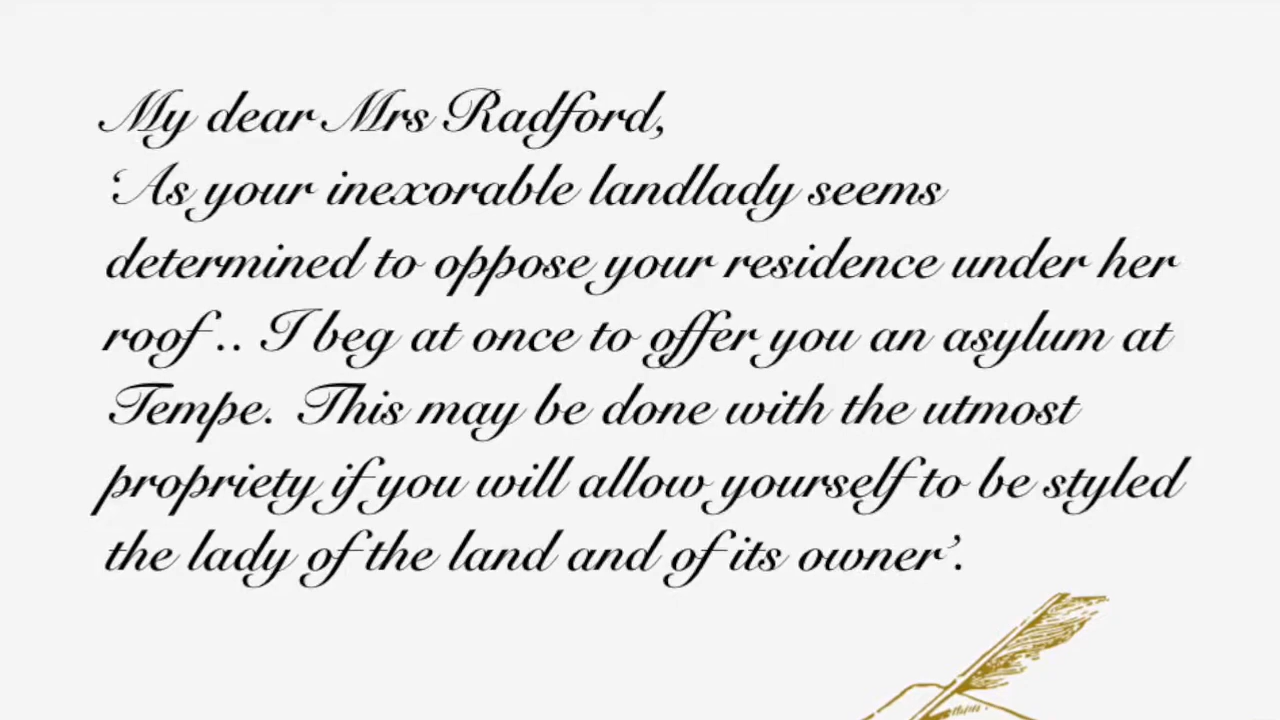 My dear Mrs Radford,
‘As your inexorable landlady seems
determined to oppose your residence under her
roof .. I beg at once to offer you an asylum at
Tempe. This may be done with the utmost
propriety if you will allow yourself to be styled
the lady of the land and of its owner’.